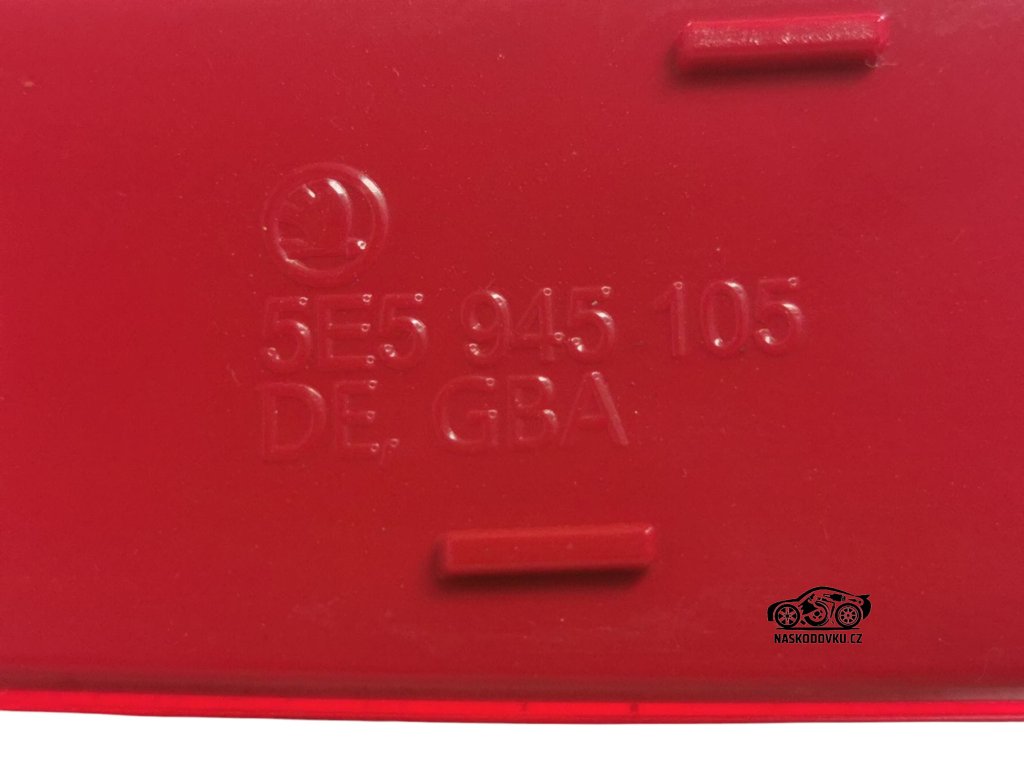 5E5 945 105
DE, GBA
NASKODOVKU.CZ